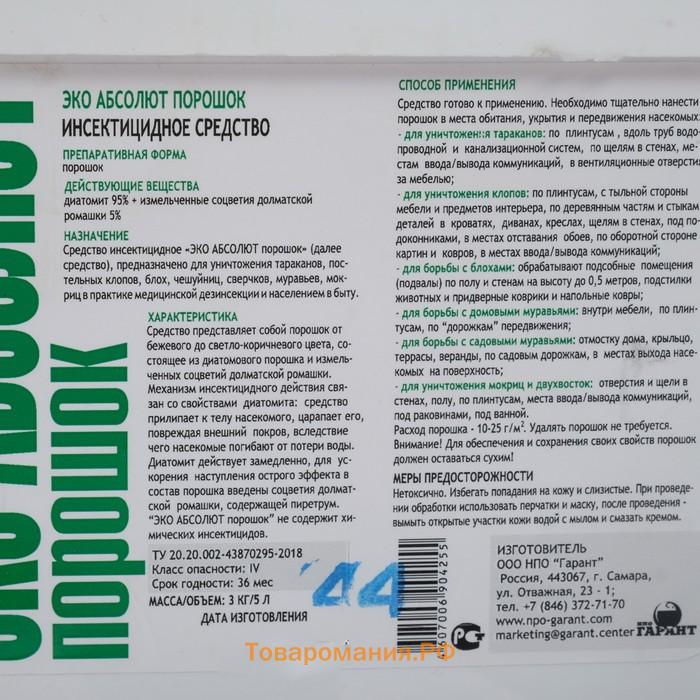 ЭКО АБСОЛЮТ
ПОРОШОК
ЭКО АБСОЛЮТ ПОРОШОК
ИНСЕКТИЦИДНОЕ СРЕДСТВО
ПРЕПАРАТИВНАЯ ФОРМА
порошок
ДЕЙСТВУЮЩИЕ ВЕЩЕСТВА
диатомит 95% + измельченные соцветия долматской
ромашки 5%
НАЗНАЧЕНИЕ
Средство инсектицидное «ЭКО АБСОЛЮТ порошок» (далее
средство), предназначено для уничтожения тараканов, пос-
тельных клопов, блох, чешуйниц, сверчков, муравьев, мок-
риц в практике медицинской дезинсекции и населением в быту.
ХАРАКТЕРИСТИКА
Средство представляет собой порошок от
бежевого до светло-коричневого цвета, со-
стоящее из диатомового порошка и измель-
ченных соцветий долматской ромашки.
Механизм инсектицидного действия свя-
зан со свойствами диатомита: средство
прилипает к телу насекомого, царапает его,
повреждая внешний покров, вследствие
чего насекомые погибают от потери воды.
Диатомит действует замедленно, для ус-
корения наступления острого эффекта в
состав порошка введены соцветия долмат-
ской ромашки, содержащей пиретрум.
"ЭКО АБСОЛЮТ порошок" не содержит хи-
мических инсектицидов.
ТУ 20.20.002-43870295-2018
Класс опасности: IV
Срок годности: 36 мес
МАССА/ОБЪЕМ: 3 КГ/5 Л
ДАТА ИЗГОТОВЛЕНИЯ
44
СПОСОБ ПРИМЕНЕНИЯ
Средство готово к применению. Необходимо тщательно нанести
порошок в места обитания, укрытия и передвижения насекомых:
- для уничтожения тараканов: по плинтусам , вдоль труб водо-
проводной и канализационной систем, по щелям в стенах, ме-
стам ввода/вывода коммуникаций, в вентиляционные отверстия
за мебелью;
- для уничтожения клопов: по плинтусам, с тыльной стороны
мебели и предметов интерьера, по деревянным частям и стыкам
деталей в кроватях, диванах, креслах, щелям в стенах, под по-
доконниками, в местах отставания обоев, по оборотной стороне
картин и ковров, в местах ввода/вывода коммуникаций;
- для борьбы с блохами: обрабатывают подсобные помещения
(подвалы) по полу и стенам на высоту до 0,5 метров, подстилки
животных и придверные коврики и напольные ковры;
- для борьбы с домовыми муравьями: внутри мебели, по плин-
тусам, по "дорожкам" передвижения;
- для борьбы с садовыми муравьями: отмостку дома, крыльцо,
террасы, веранды, по садовым дорожкам, в местах выхода насе-
комых на поверхность;
- для уничтожения мокриц и двухвосток: отверстия и щели в
стенах, полу, по плинтусам, места ввода/вывода коммуникаций,
под раковинами, под ванной.
Расход порошка - 10-25 г/м². Удалять порошок не требуется.
Внимание! Для обеспечения и сохранения своих свойств порошок
должен оставаться сухим!
МЕРЫ ПРЕДОСТОРОЖНОСТИ
Нетоксично. Избегать попадания на кожу и слизистые. При проведе-
нии обработки использовать перчатки и маску, после проведения -
вымыть открытые участки кожи водой с мылом и смазать кремом.
607006 904255
РСТ
ИЗГОТОВИТЕЛЬ
ООО НПО "Гарант"
Россия, 443067, г. Самара,
ул. Отважная, 23 - 1;
тел. +7 (846) 372-71-70
www.npo-garant.com
marketing@garant.center
НПО
ГАРАНТ
Товаромания.РФ